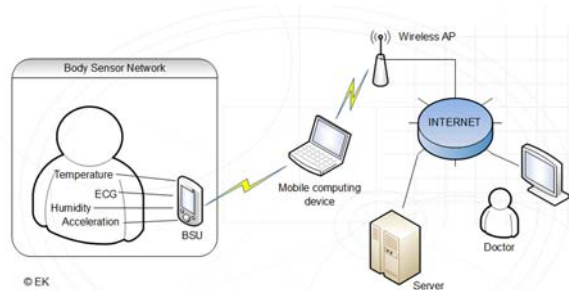 Wireless AP
Body Sensor Network
INTERNET
Temperature
ECG
Humidity
Acceleration
BSU
Mobile computing
device
Doctor
Server
© EK